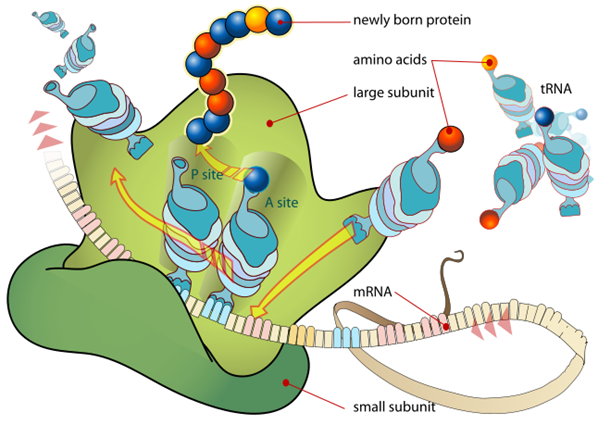 newly born protein
amino acids
large subunit
tRNA
P site
A site
mRNA
small subunit